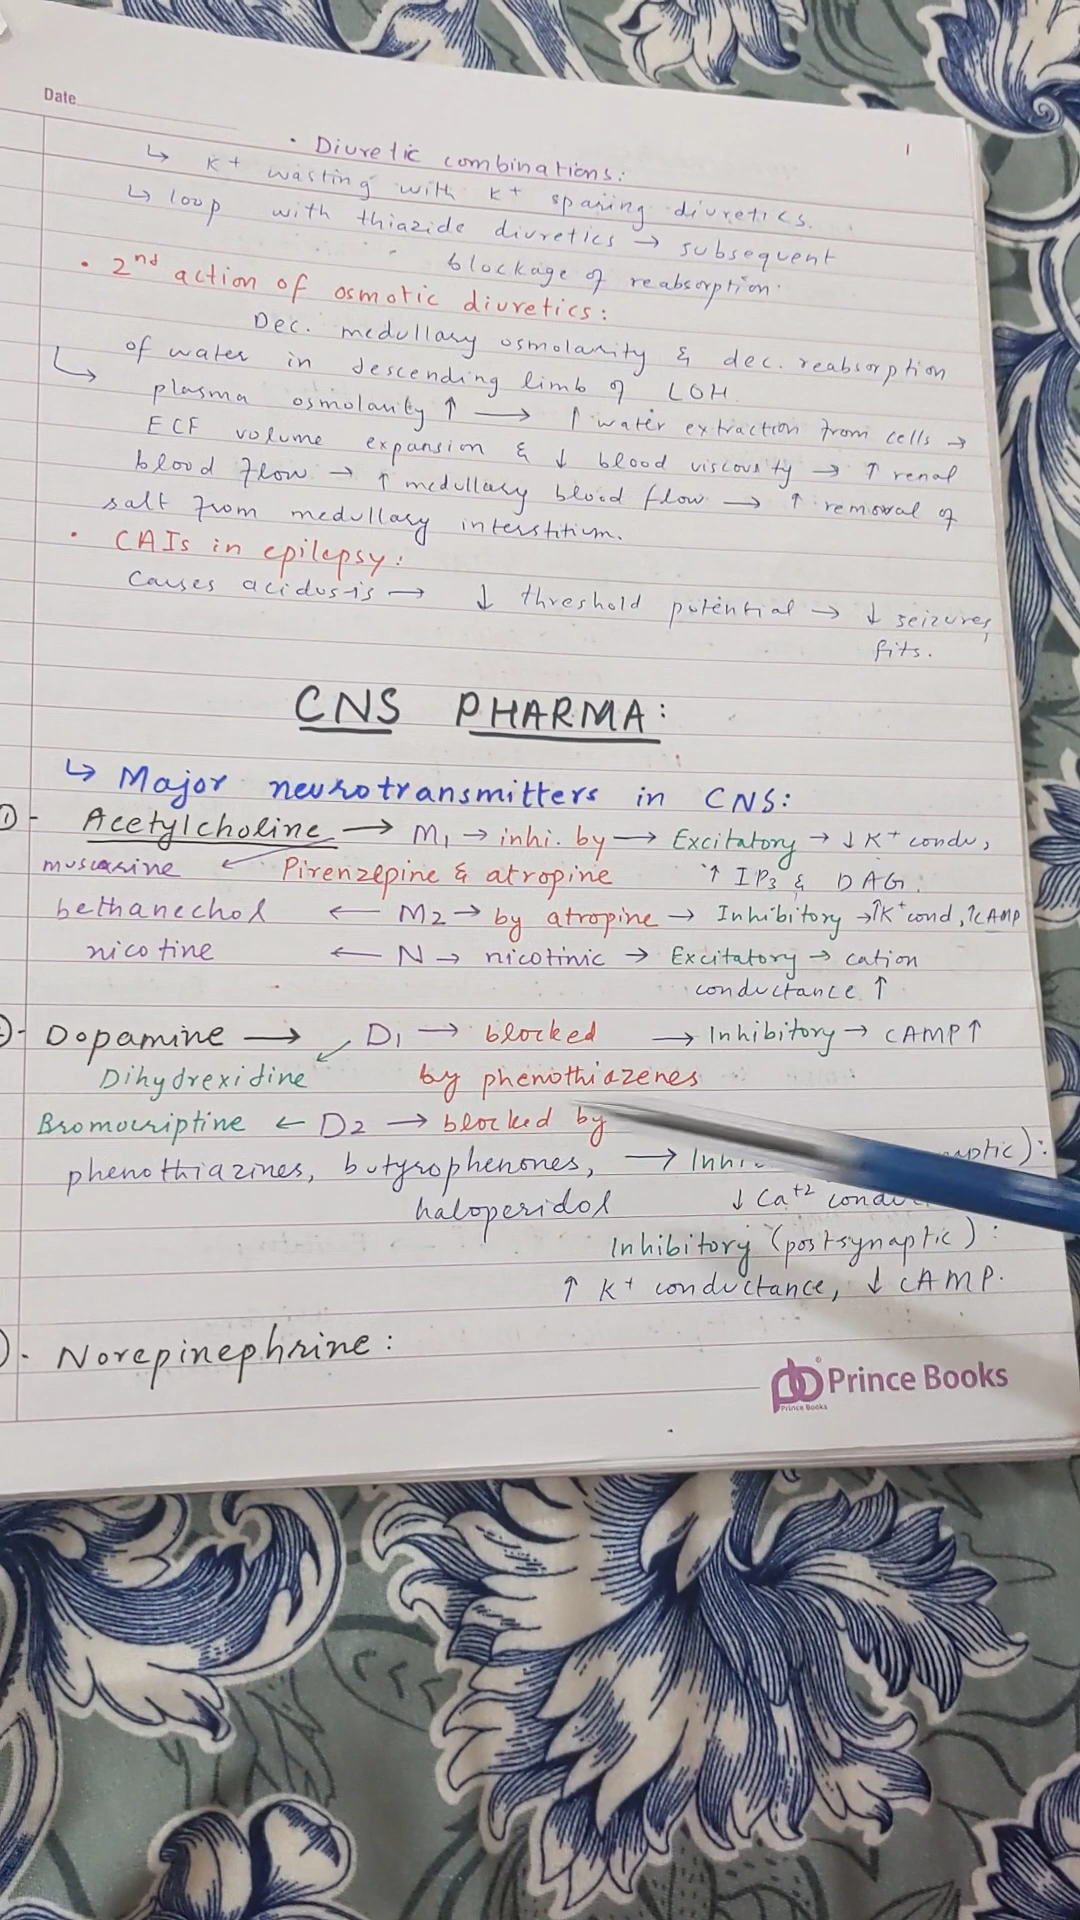 Date
• Diuretic combinations:
↳ K+ wasting with K+ sparing diuretics.
↳ loop with thiazide diuretics → subsequent
blockage of reabsorption.
• 2nd action of osmotic diuretics:
Dec. medullary osmolarity & dec. reabsorption
of water in descending limb of LOH.
↳ plasma osmolarity ↑ → ↑ water extraction from cells →
ECF volume expansion & ↓ blood viscosity → ↑ renal
blood flow → ↑ medullary blood flow → ↑ removal of
salt from medullary interstitium.
• CAIs in epilepsy:
Causes acidosis → ↓ threshold potential → ↓ seizures,
fits.
CNS PHARMA:
↳ Major neurotransmitters in CNS:
①- Acetylcholine → M1 → inhi. by → Excitatory → ↓ K+ condu,
muscarine ← Pirenzepine & atropine ↑ IP3 & DAG.
bethanechol ← M2 → by atropine → Inhibitory → ↑K+ cond, ↑cAMP
nicotine ← N → nicotinic → Excitatory → cation
conductance ↑
②- Dopamine → D1 → blocked → Inhibitory → cAMP ↑
Dihydrexidine ↙ by phenothiazenes
Bromocriptine ← D2 → blocked by
phenothiazines, butyrophenones, →
haloperidol ↓ Ca+2
Inhibitory (postsynaptic):
↑ K+ conductance, ↓ cAMP.
- Norepinephrine:
Prince Books
Prince Books